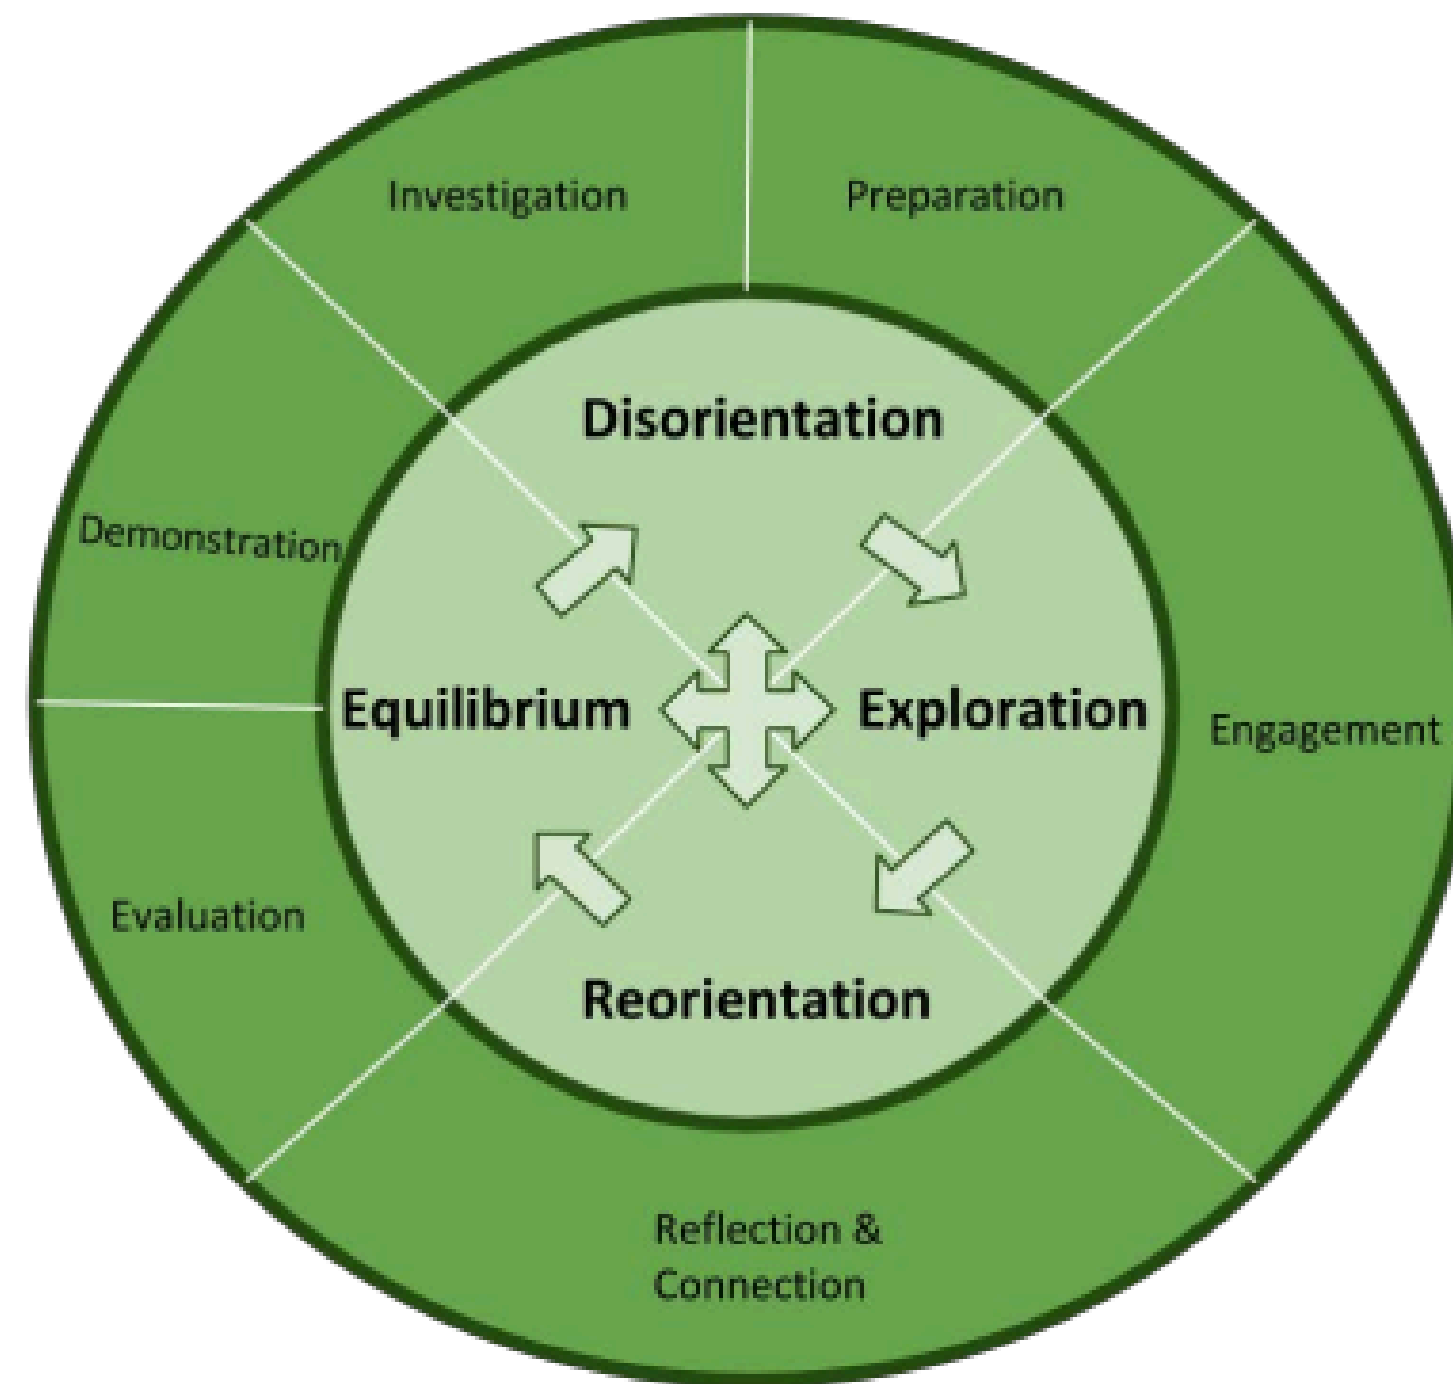 Investigation
Preparation
Disorientation
Demonstration
Equilibrium
Exploration
Engagement
Evaluation
Reorientation
Reflection &
Connection